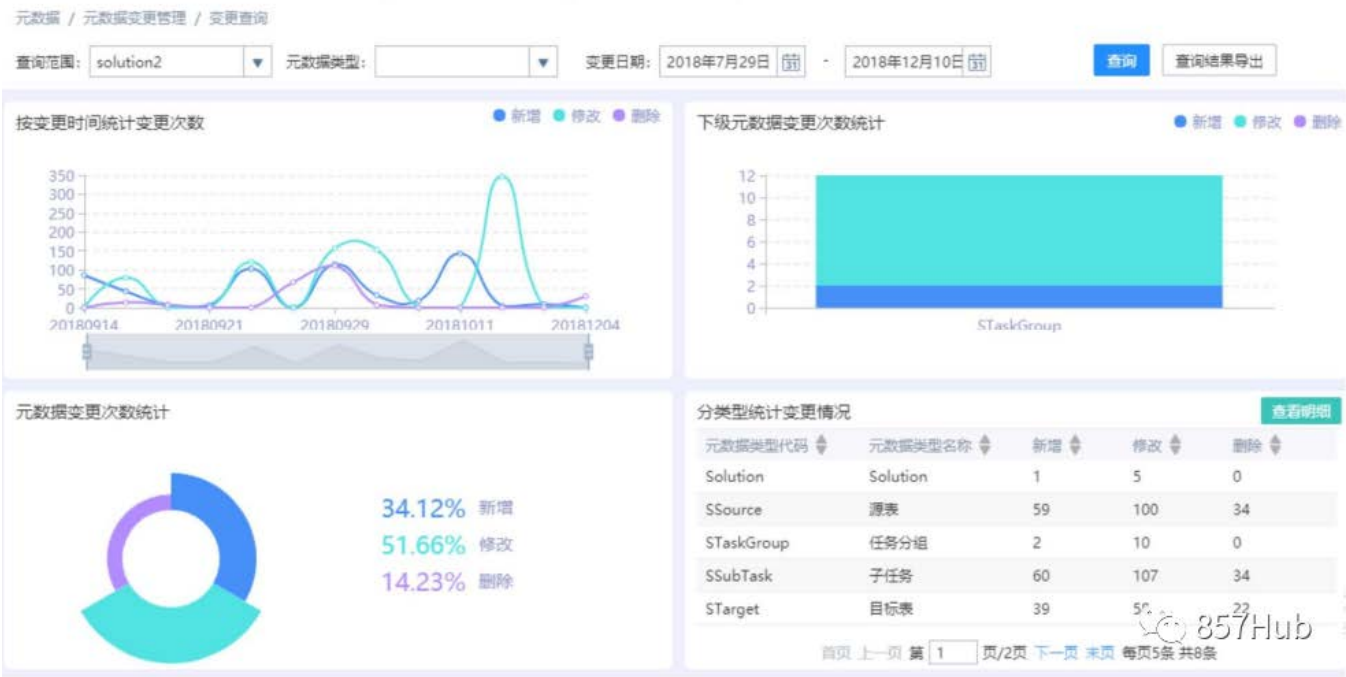 元数据 / 元数据变更管理 / 变更查询
查询范围: solution2 元数据类型: 变更日期: 2018年7月29日 - 2018年12月10日 查询 查询结果导出
按变更时间统计变更次数 新增 修改 删除
350
300
250
200
150
100
50
0
20180914 20180921 20180929 20181011 20181204
下级元数据变更次数统计 新增 修改 删除
12
10
8
6
4
2
0
STaskGroup
元数据变更次数统计
34.12% 新增
51.66% 修改
14.23% 删除
分类型统计变更情况 查看明细
元数据类型代码 元数据类型名称 新增 修改 删除
Solution Solution 1 5 0
SSource 源表 59 100 34
STaskGroup 任务分组 2 10 0
SSubTask 子任务 60 107 34
STarget 目标表 39 22
首页 上一页 第 1 页/2页 下一页 末页 每页5条 共8条
857Hub